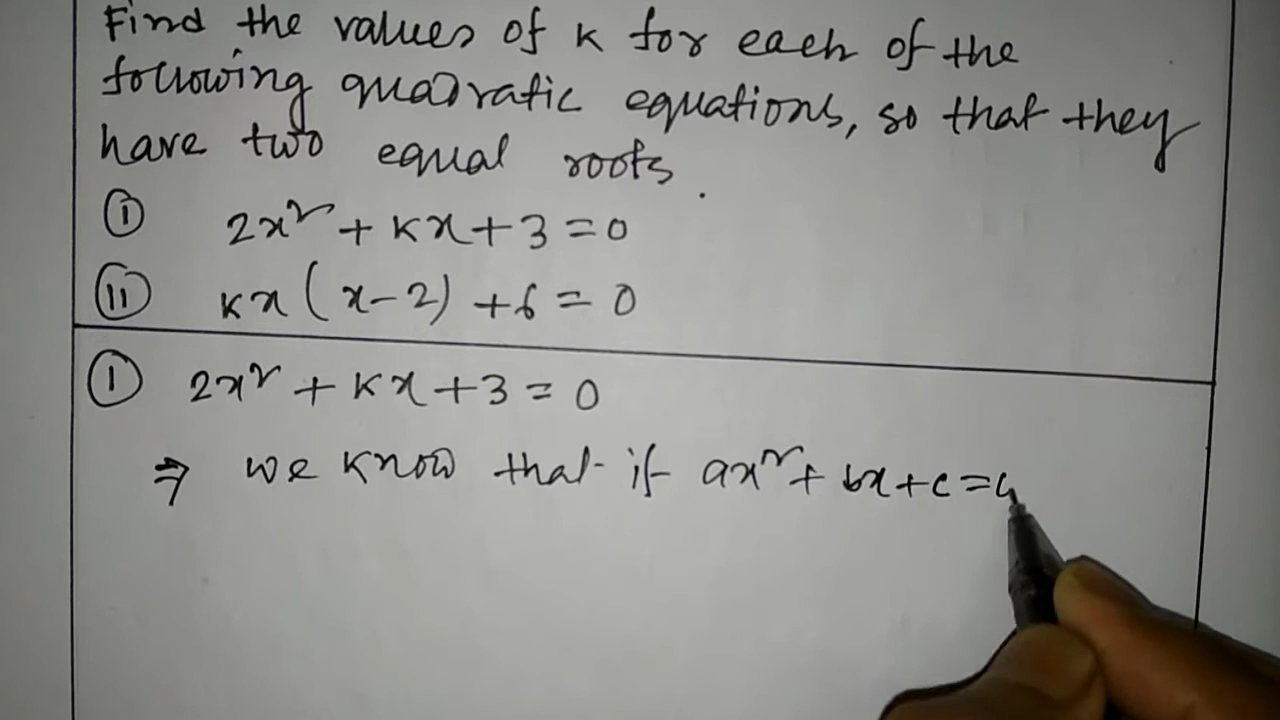 Find the values of k for each of the
following quadratic equations, so that they
have two equal roots.
(i) 2x² + kx + 3 = 0
(ii) kx(x-2) + 6 = 0
(i) 2x² + kx + 3 = 0
⇒ we know that if ax² + bx + c =